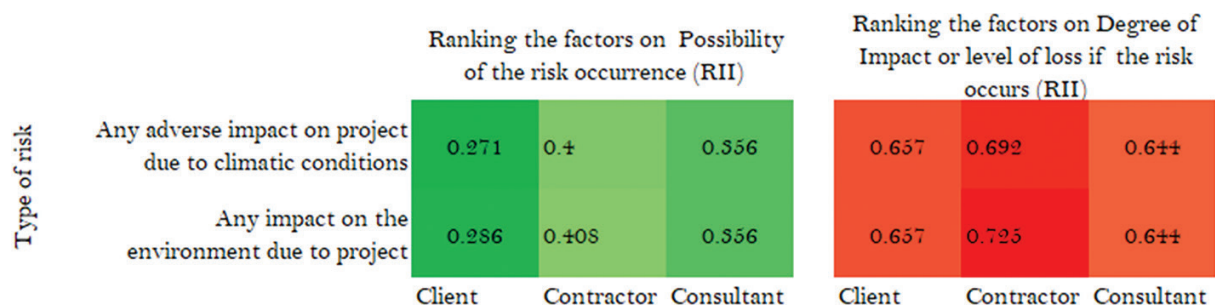 Ranking the factors on Possibility
of the risk occurrence (RII)
Ranking the factors on Degree of
Impact or level of loss if the risk
occurs (RII)
Type of risk
Any adverse impact on project
due to climatic conditions
0.271 0.4 0.356 0.657 0.692 0.644
Any impact on the
environment due to project
0.286 0.408 0.356 0.657 0.725 0.644
Client Contractor Consultant Client Contractor Consultant